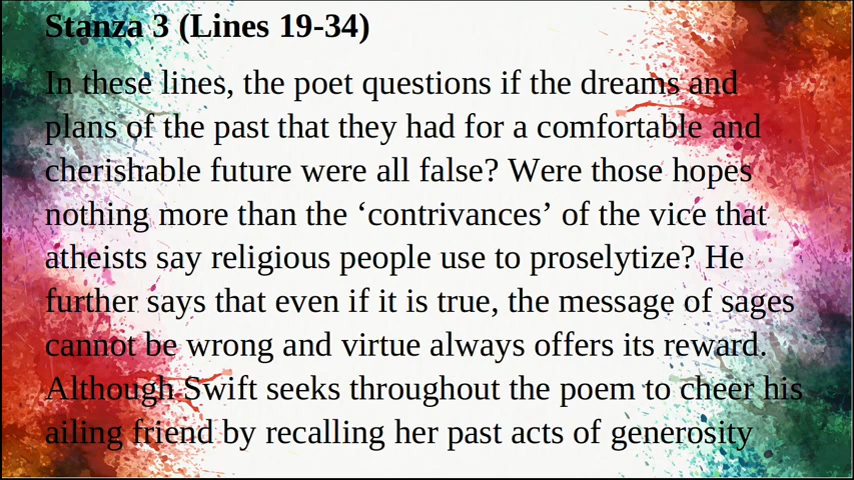 Stanza 3 (Lines 19-34)
In these lines, the poet questions if the dreams and
plans of the past that they had for a comfortable and
cherishable future were all false? Were those hopes
nothing more than the ‘contrivances’ of the vice that
atheists say religious people use to proselytize? He
further says that even if it is true, the message of sages
cannot be wrong and virtue always offers its reward.
Although Swift seeks throughout the poem to cheer his
ailing friend by recalling her past acts of generosity